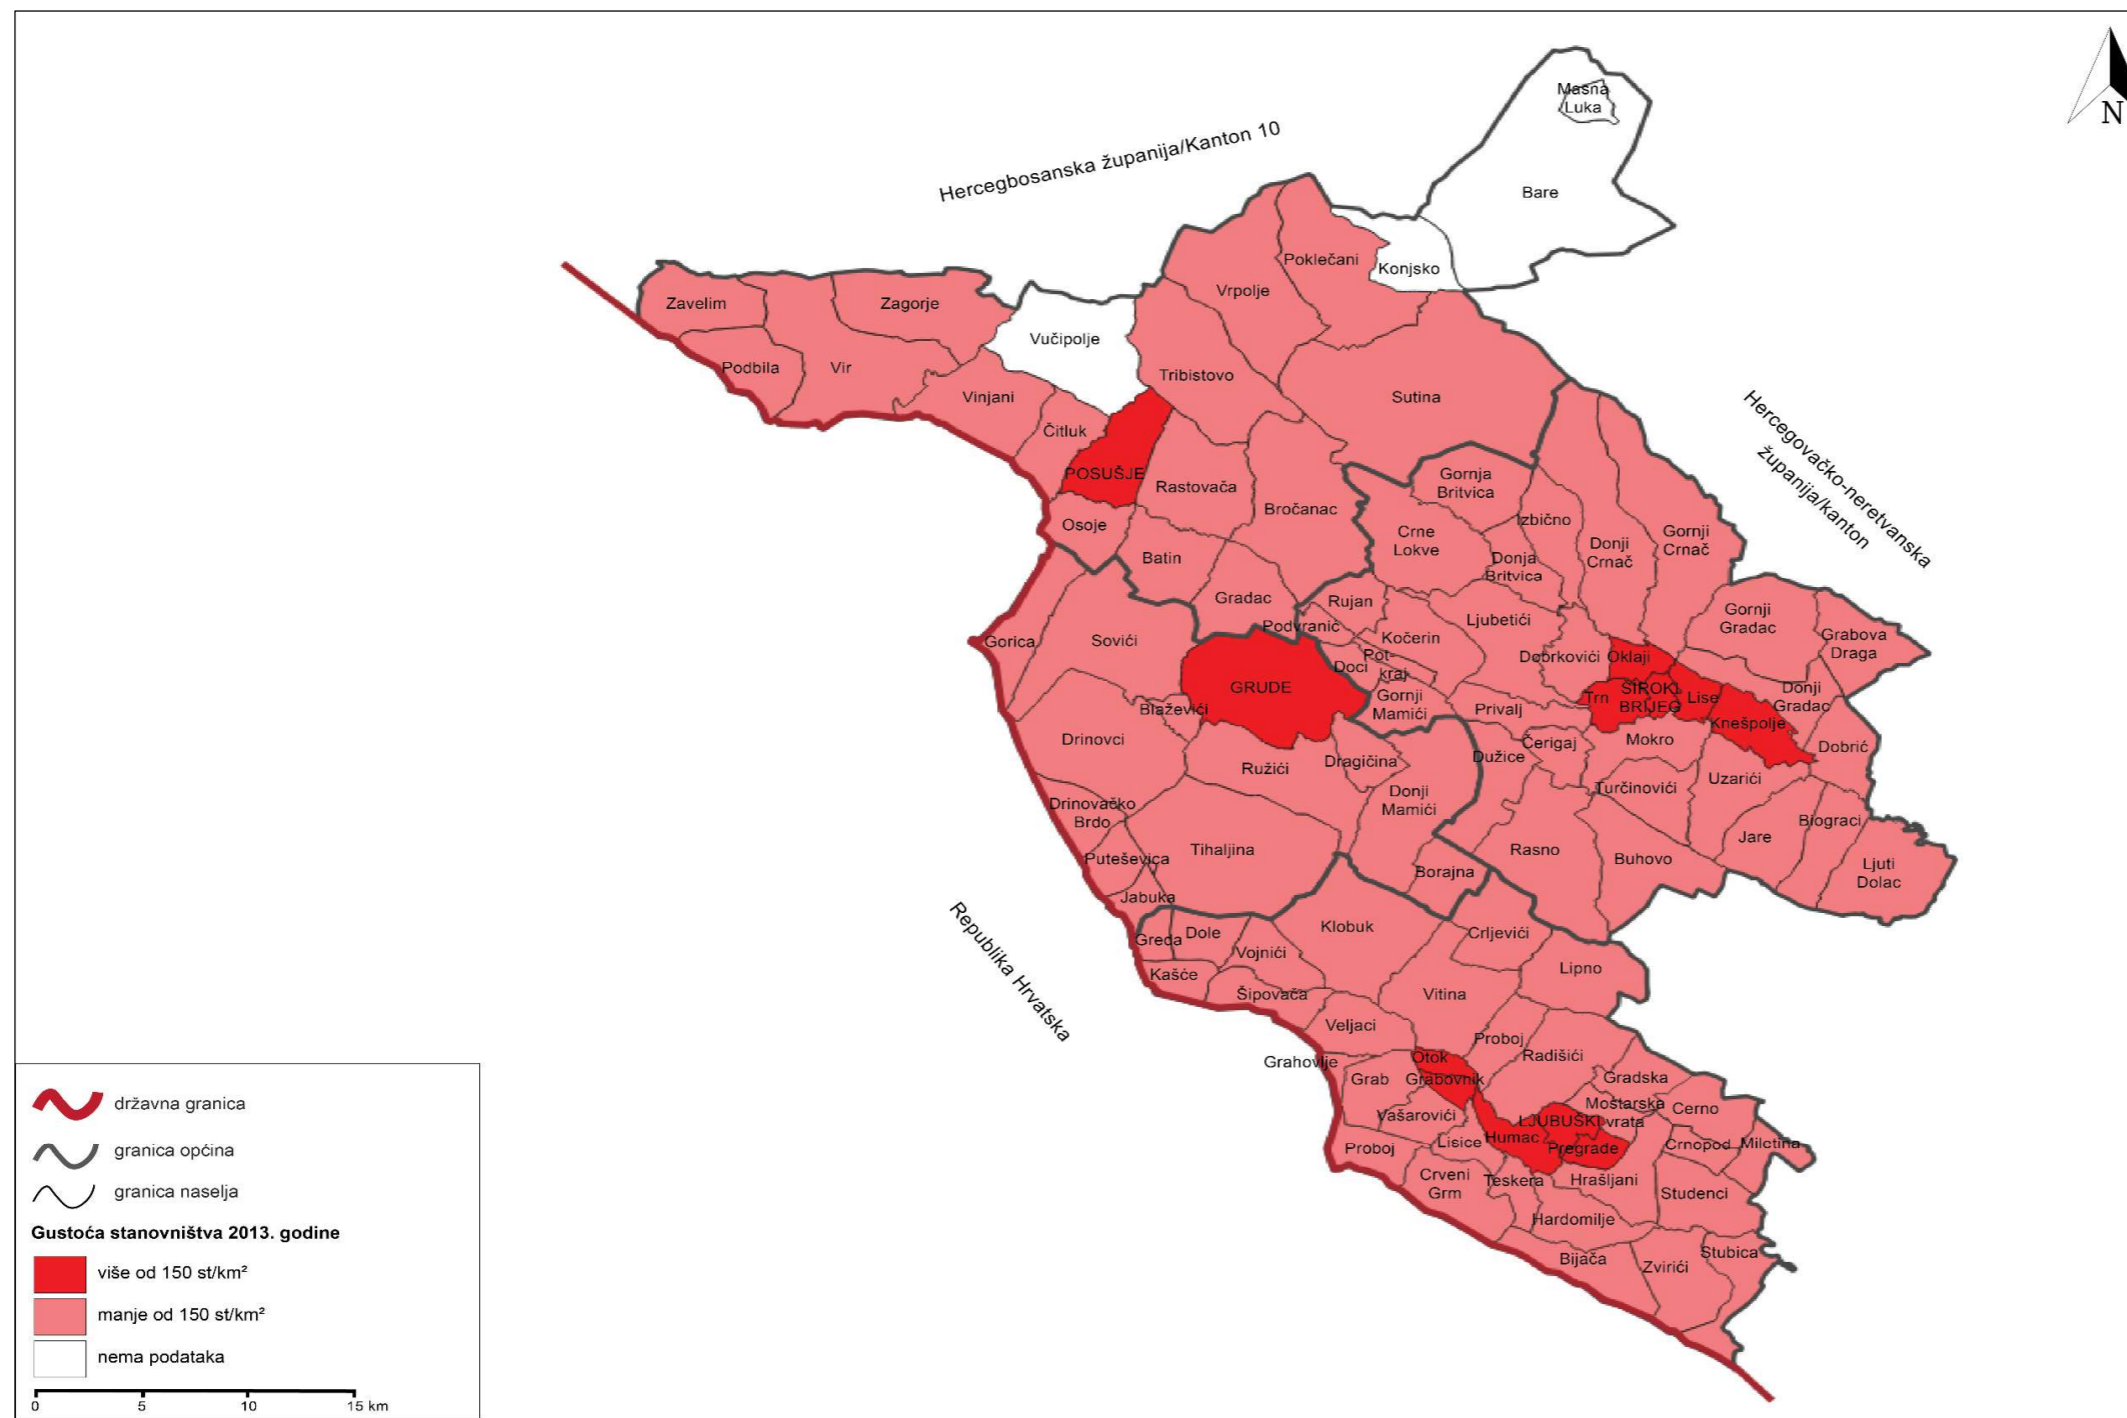 Masna
Luka
Hercegbosanska županija/Kanton 10
N
Bare
Poklečani
Konjsko
Vrpolje
Zavelim
Zagorje
Vučipolje
Podbila
Vir
Tribistovo
Vinjani
Sutina
Čitluk
Hercegovačko-neretvanska
županija/kanton
POSUŠJE
Rastovača
Gornja
Britvica
Bročanac
Osoje
Izbično
Crne
Lokve
Donji
Crnač
Gornji
Crnač
Batin
Donja
Britvica
Gradac
Rujan
Gornji
Gradac
Podvranić
Ljubetići
Gorica
Sovići
Kočerin
Grabova
Draga
Doci
Pot-
kraj
Dobrkovići
Oklaji
GRUDE
Gornji
Mamići
Trn
ŠIROKI
BRIJEG
Lise
Donji
Gradac
Blaževići
Privalj
Knešpolje
Drinovci
Čerigaj
Mokro
Dobrić
Dužice
Ružići
Dragičina
Uzarići
Turčinovići
Donji
Mamići
Drinovačko
Brdo
Biograci
Jare
Puteševica
Tihaljina
Rasno
Buhovo
Borajna
Ljuti
Dolac
Jabuka
Republika Hrvatska
Greda
Dole
Klobuk
Crljevići
Vojnići
Kašće
Lipno
Šipovača
Vitina
Veljaci
Proboj
Grahovlje
Otok
Radišići
Grab
Grabovnik
Gradska
Vašarovići
Mostarska
vrata
Cerno
LJUBUŠKI
Proboj
Lisice
Humac
Pregrade
Crnopod
Milotina
Crveni
Grm
Teskera
Hrašljani
Studenci
Hardomilje
Bijača
Zvirići
Stubica
državna granica
granica općina
granica naselja
Gustoća stanovništva 2013. godine
više od 150 st/km²
manje od 150 st/km²
nema podataka
0 5 10 15 km